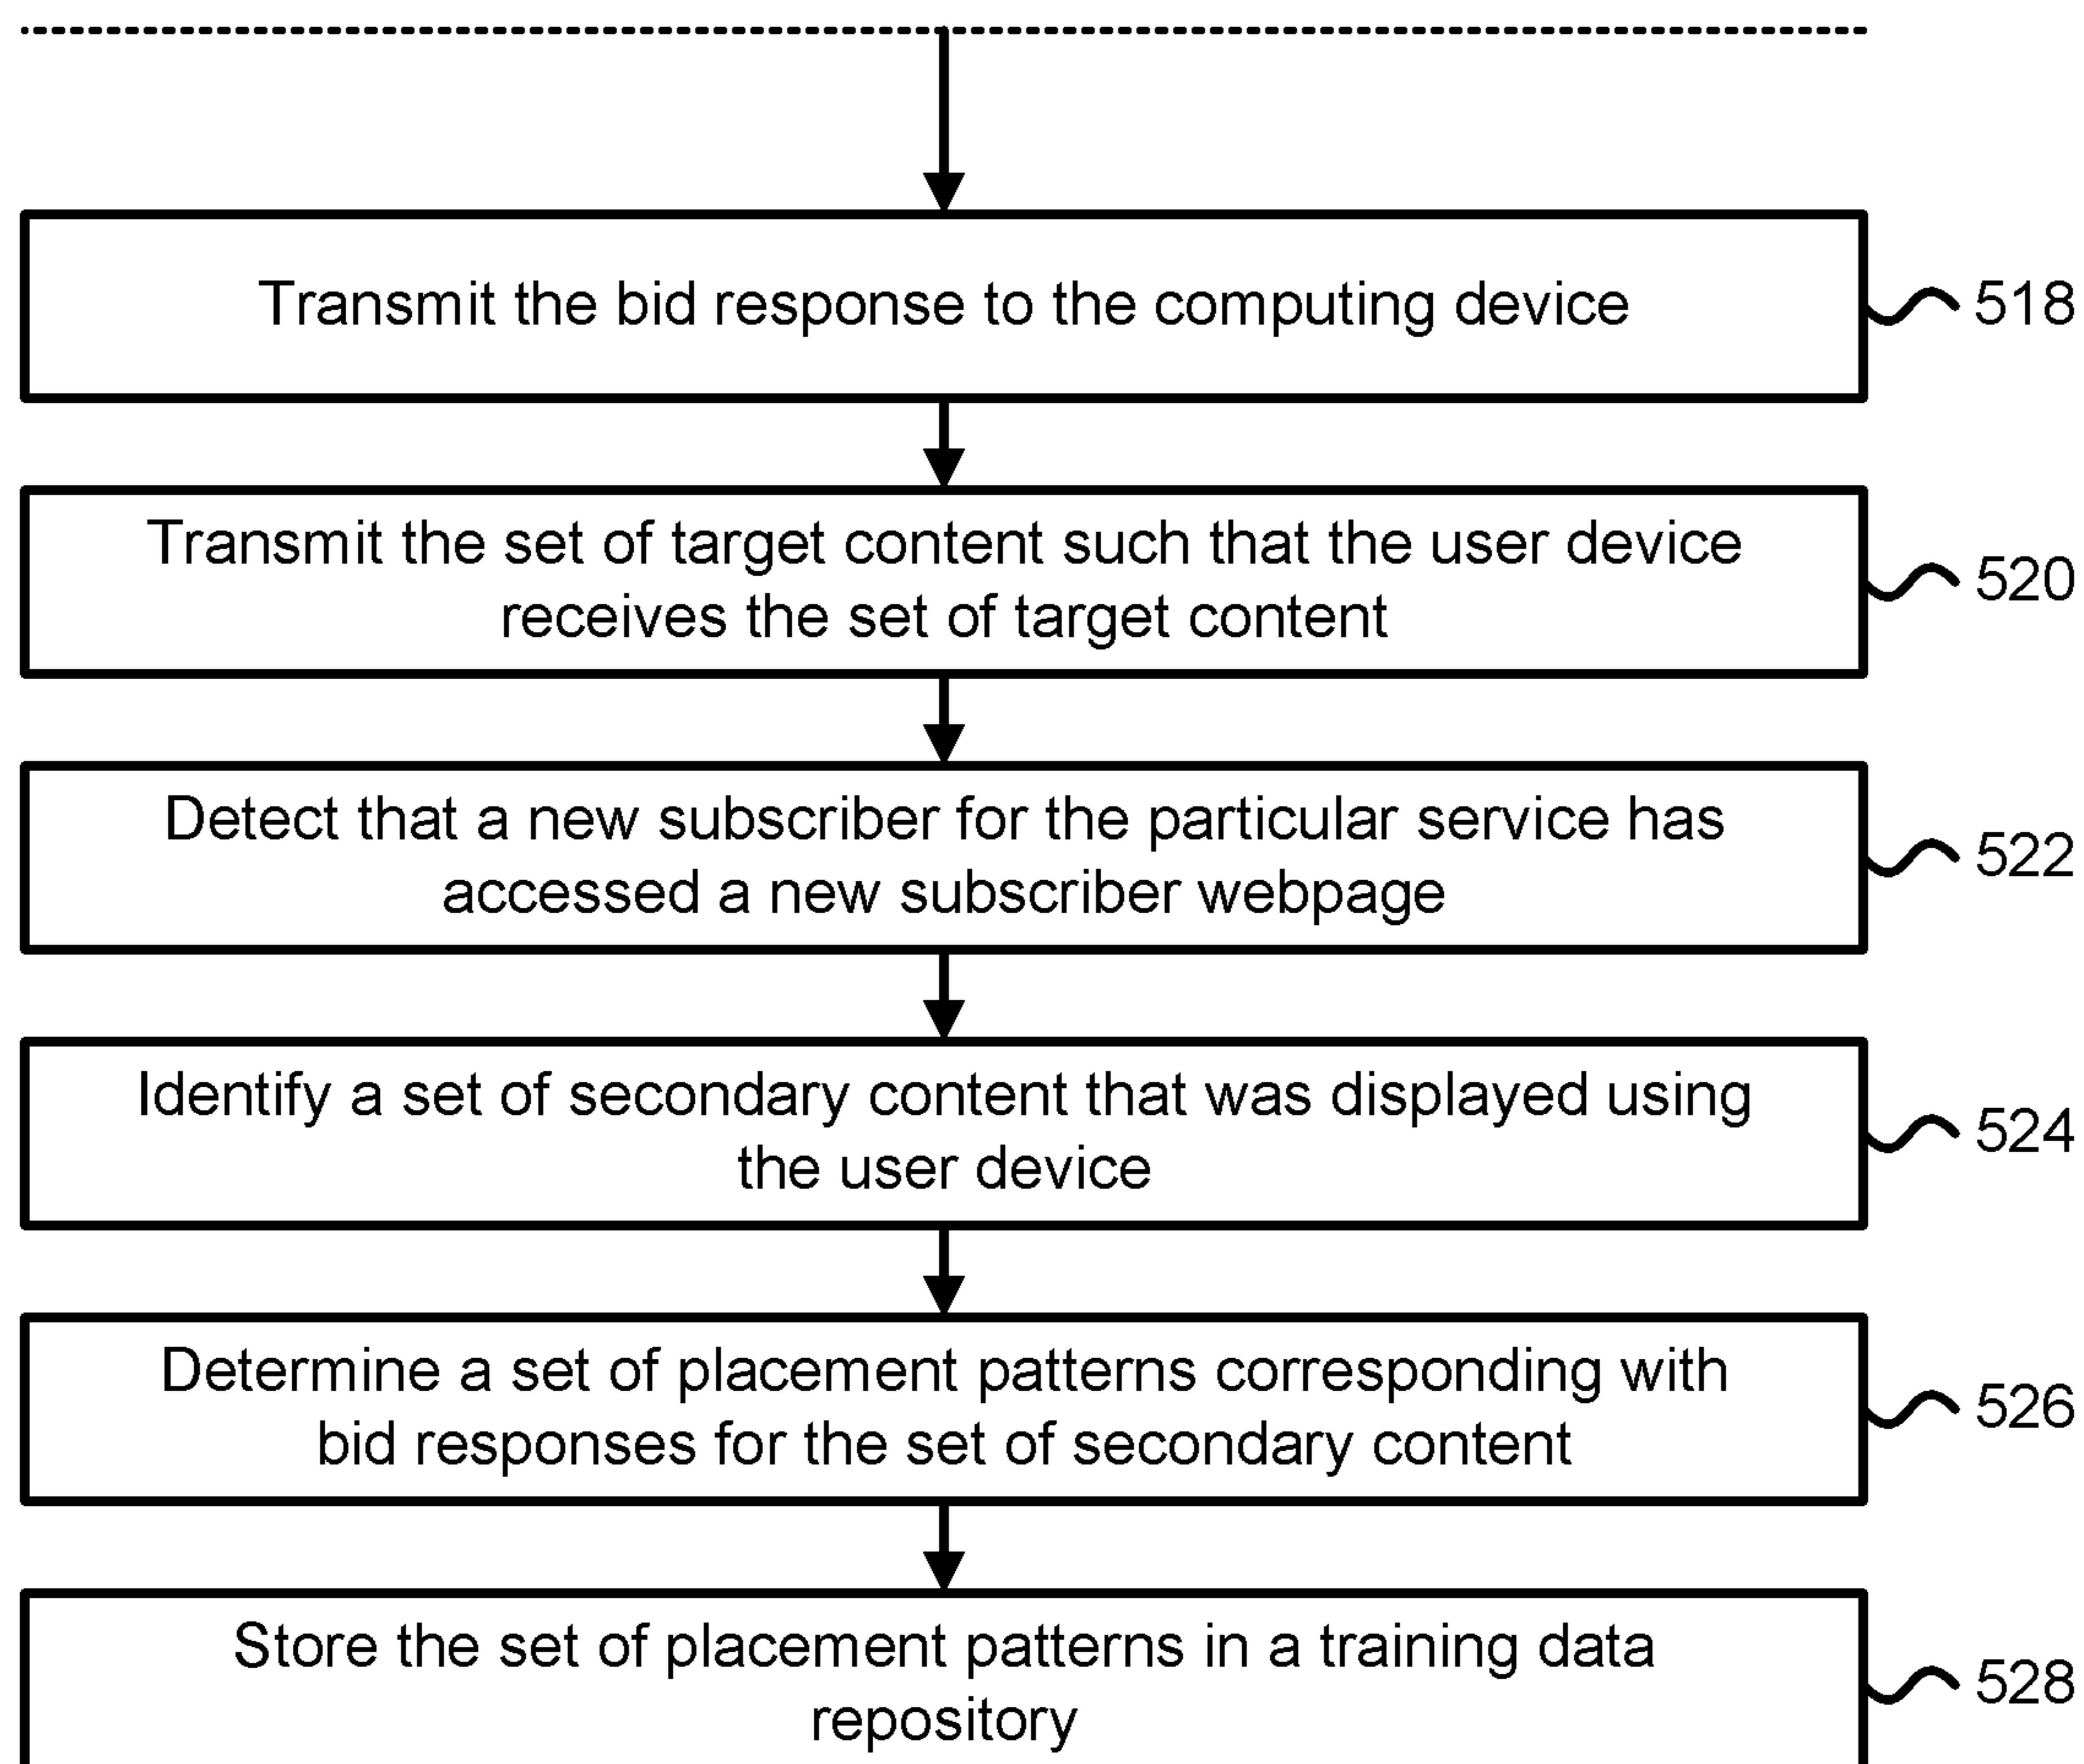 Transmit the bid response to the computing device
518
Transmit the set of target content such that the user device
receives the set of target content
520
Detect that a new subscriber for the particular service has
accessed a new subscriber webpage
522
Identify a set of secondary content that was displayed using
the user device
524
Determine a set of placement patterns corresponding with
bid responses for the set of secondary content
526
Store the set of placement patterns in a training data
repository
528